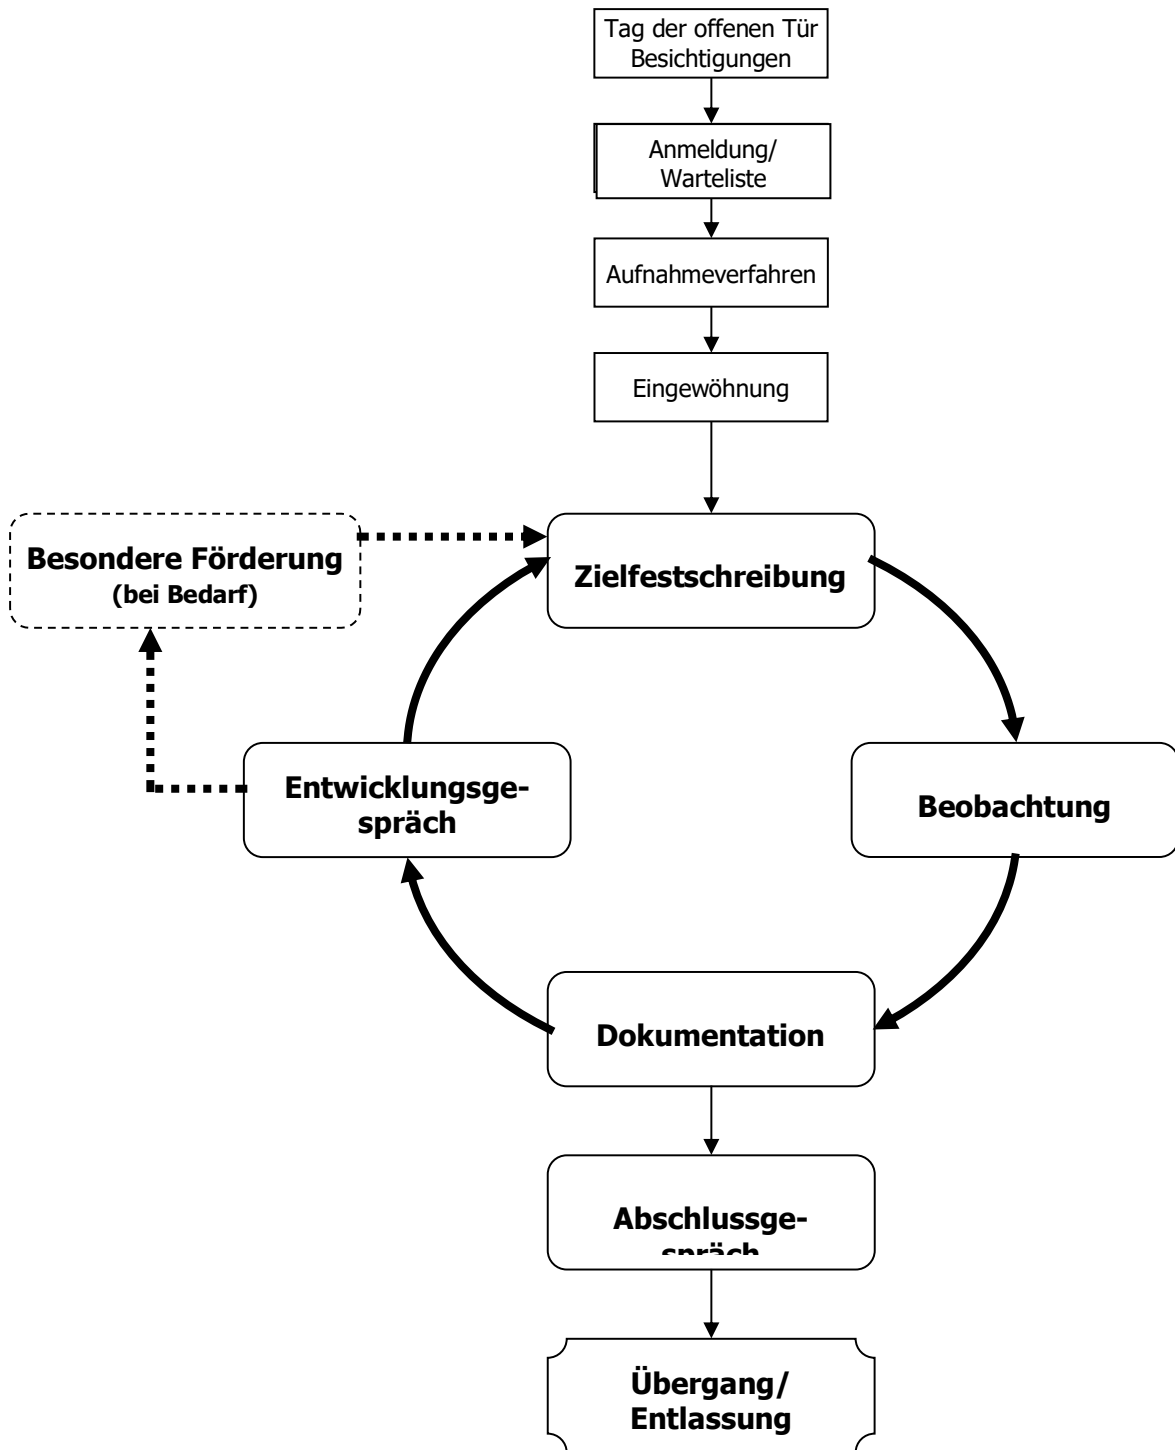 Tag der offenen Tür
Besichtigungen
Anmeldung/
Warteliste
Aufnahmeverfahren
Eingewöhnung
Besondere Förderung
(bei Bedarf)
Zielfestschreibung
Entwicklungsge-
spräch
Beobachtung
Dokumentation
Abschlussge-
spräch
Übergang/
Entlassung